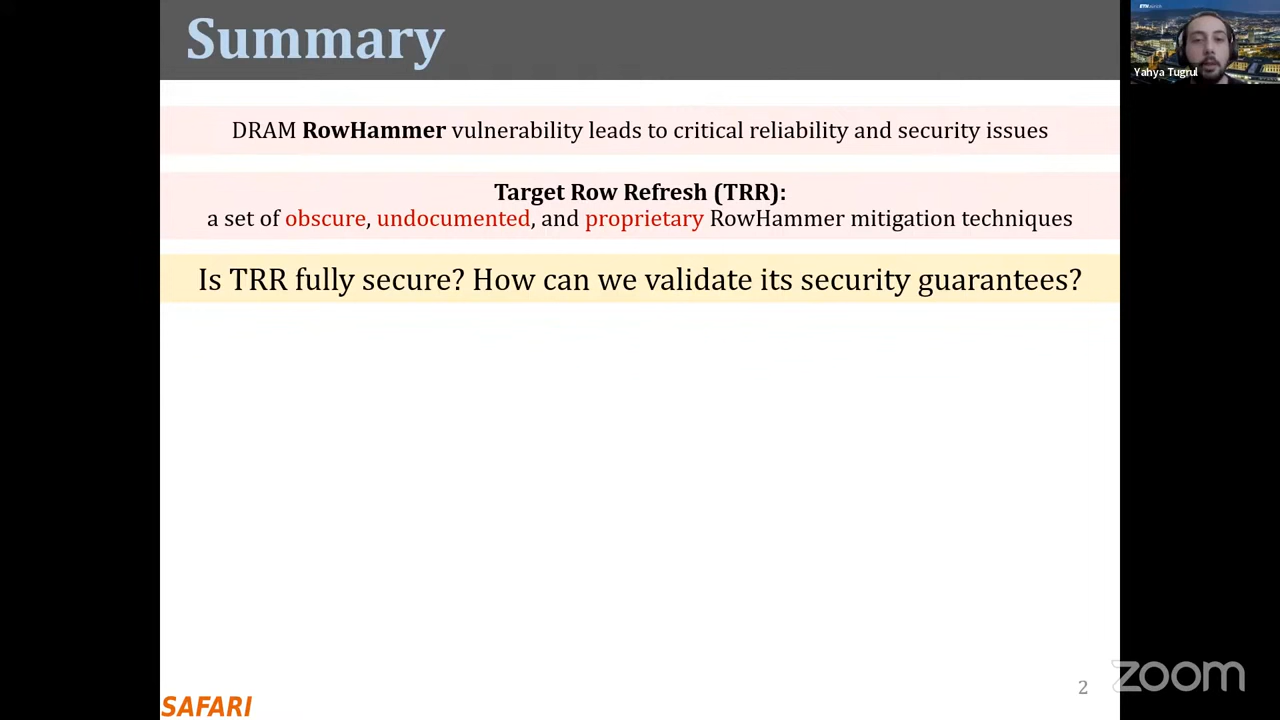 Summary
DRAM RowHammer vulnerability leads to critical reliability and security issues
Target Row Refresh (TRR):
a set of obscure, undocumented, and proprietary RowHammer mitigation techniques
Is TRR fully secure? How can we validate its security guarantees?
SAFARI
2
zoom
ETH zürich
Yahya Tugrul